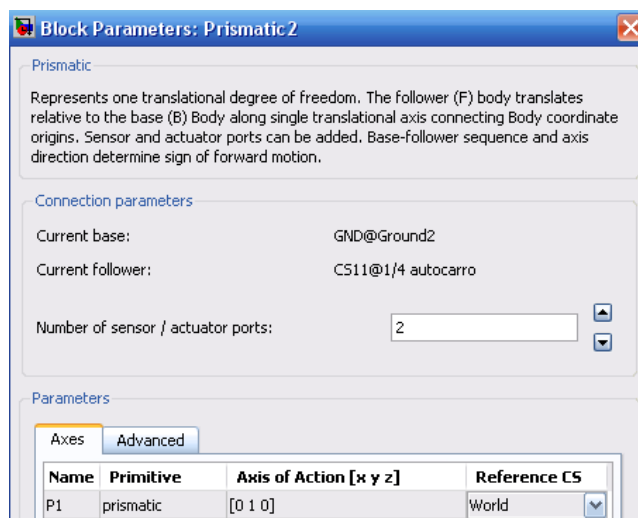 Block Parameters: Prismatic2
Prismatic
Represents one translational degree of freedom. The follower (F) body translates
relative to the base (B) Body along single translational axis connecting Body coordinate
origins. Sensor and actuator ports can be added. Base-follower sequence and axis
direction determine sign of forward motion.
Connection parameters
Current base: GND@Ground2
Current follower: CS11@1/4 autocarro
Number of sensor / actuator ports: 2
Parameters
Axes Advanced
Name Primitive Axis of Action [x y z] Reference CS
P1 prismatic [0 1 0] World